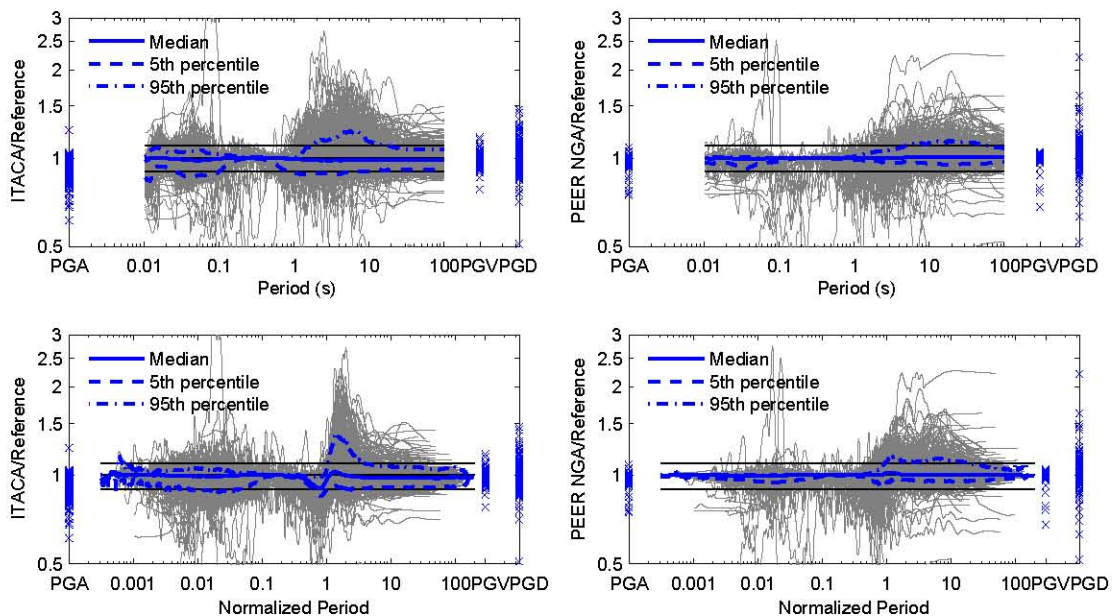 3
2.5
2
1.5
1
0.5
ITACA/Reference
Median
5th percentile
95th percentile
PGA
0.01
0.1
1
10
100PGVPGD
Period (s)
3
2.5
2
1.5
1
0.5
PEER NGA/Reference
Median
5th percentile
95th percentile
PGA
0.01
0.1
1
10
100PGVPGD
Period (s)
3
2.5
2
1.5
1
0.5
ITACA/Reference
Median
5th percentile
95th percentile
PGA
0.001
0.01
0.1
1
10
100PGVPGD
Normalized Period
3
2.5
2
1.5
1
0.5
PEER NGA/Reference
Median
5th percentile
95th percentile
PGA
0.001
0.01
0.1
1
10
100PGVPGD
Normalized Period